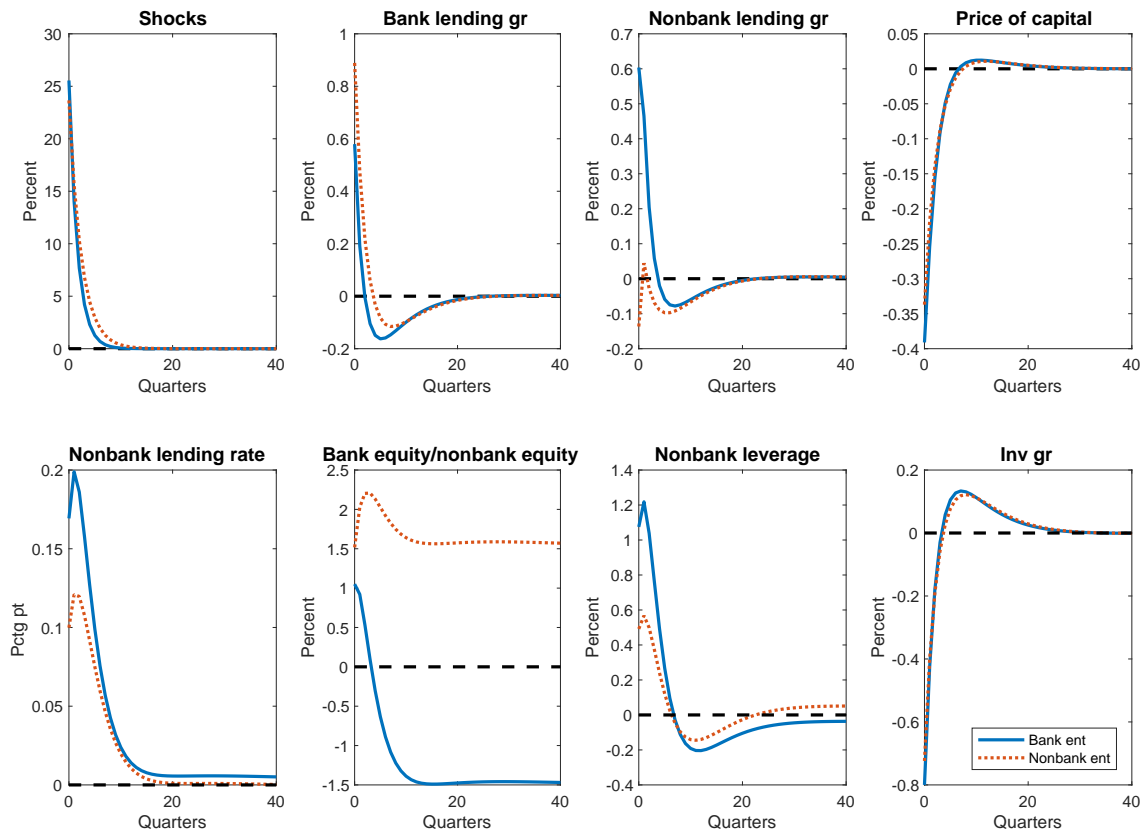 Shocks
30
25
20
15
10
5
0
Percent
0 20 40
Quarters
Bank lending gr
1
0.8
0.6
0.4
0.2
0
-0.2
Percent
0 20 40
Quarters
Nonbank lending gr
0.7
0.6
0.5
0.4
0.3
0.2
0.1
0
-0.1
-0.2
Percent
0 20 40
Quarters
Price of capital
0.05
0
-0.05
-0.1
-0.15
-0.2
-0.25
-0.3
-0.35
-0.4
Percent
0 20 40
Quarters
Nonbank lending rate
0.2
0.15
0.1
0.05
0
Pctg pt
0 20 40
Quarters
Bank equity/nonbank equity
2.5
2
1.5
1
0.5
0
-0.5
-1
-1.5
Percent
0 20 40
Quarters
Nonbank leverage
1.4
1.2
1
0.8
0.6
0.4
0.2
0
-0.2
-0.4
Percent
0 20 40
Quarters
Inv gr
0.2
0
-0.2
-0.4
-0.6
-0.8
Percent
0 20 40
Quarters
Bank ent
Nonbank ent